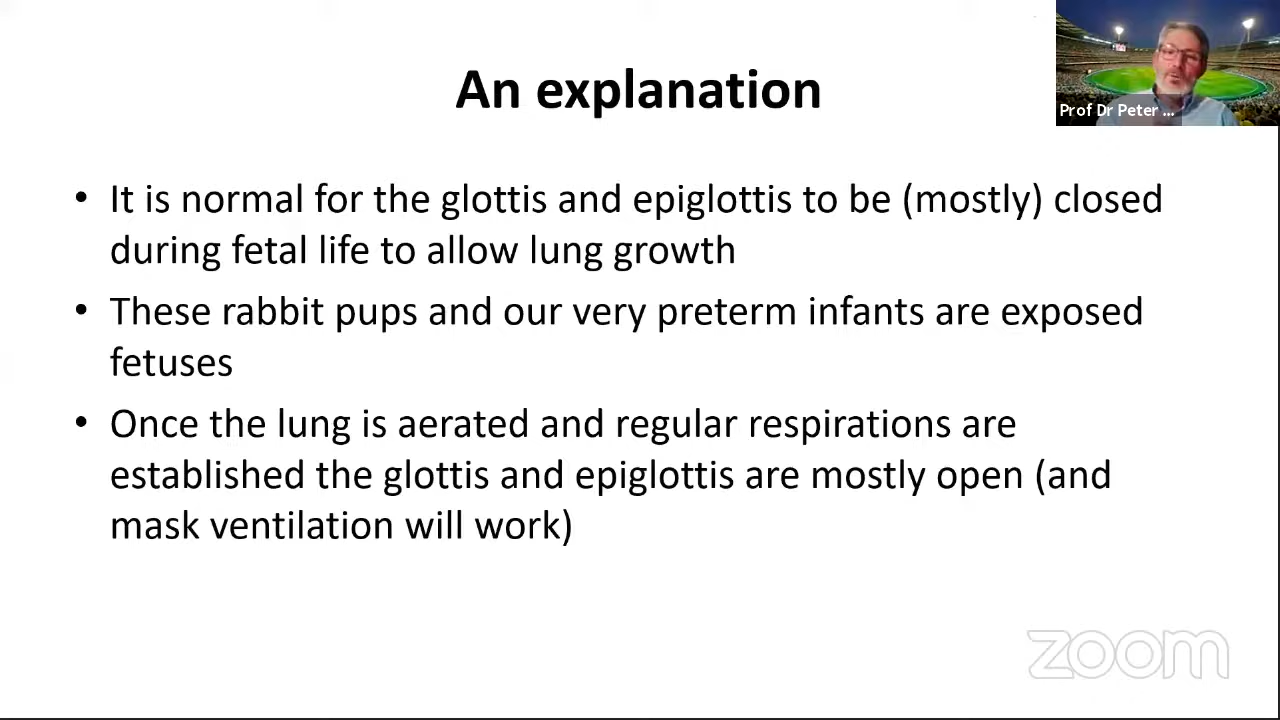 An explanation
Prof Dr Peter ...
• It is normal for the glottis and epiglottis to be (mostly) closed
during fetal life to allow lung growth
• These rabbit pups and our very preterm infants are exposed
fetuses
• Once the lung is aerated and regular respirations are
established the glottis and epiglottis are mostly open (and
mask ventilation will work)
zoom